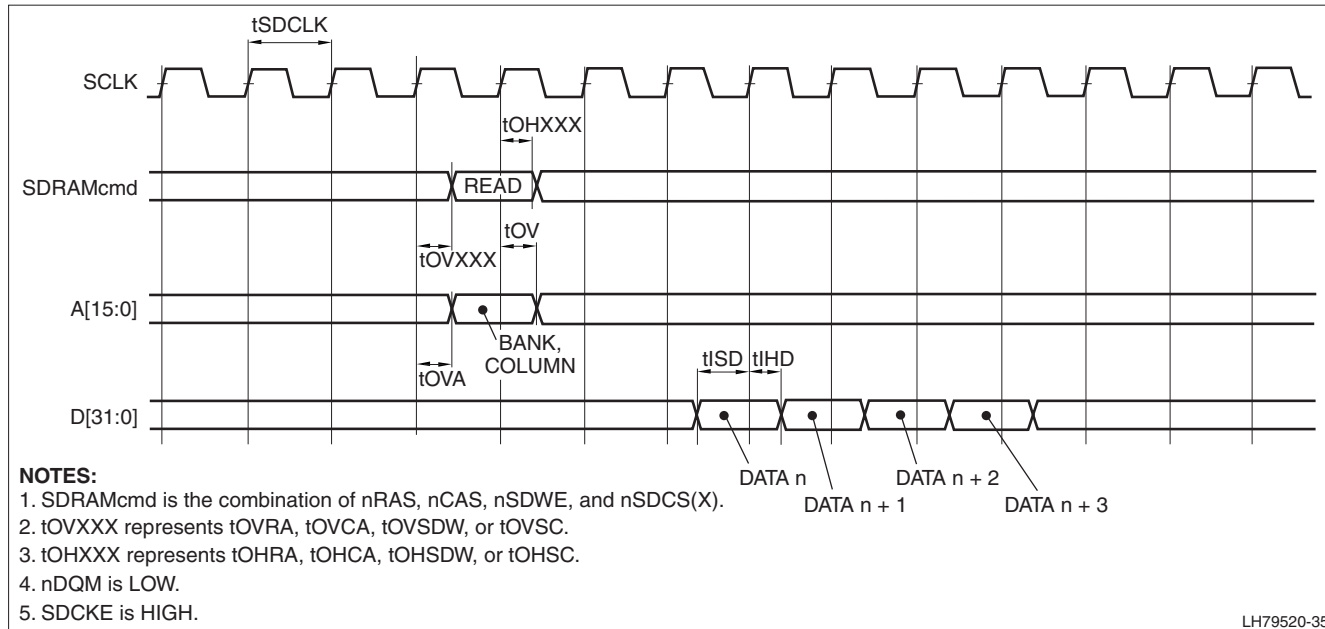 tSDCLK
SCLK
tOHXXX
SDRAMcmd
READ
tOV
tOVXXX
A[15:0]
BANK,
COLUMN
tISD
tIHD
tOVA
D[31:0]
DATA n
DATA n + 2
DATA n + 1
DATA n + 3
NOTES:
1. SDRAMcmd is the combination of nRAS, nCAS, nSDWE, and nSDCS(X).
2. tOVXXX represents tOVRA, tOVCA, tOVSDW, or tOVSC.
3. tOHXXX represents tOHRA, tOHCA, tOHSDW, or tOHSC.
4. nDQM is LOW.
5. SDCKE is HIGH.
LH79520-35